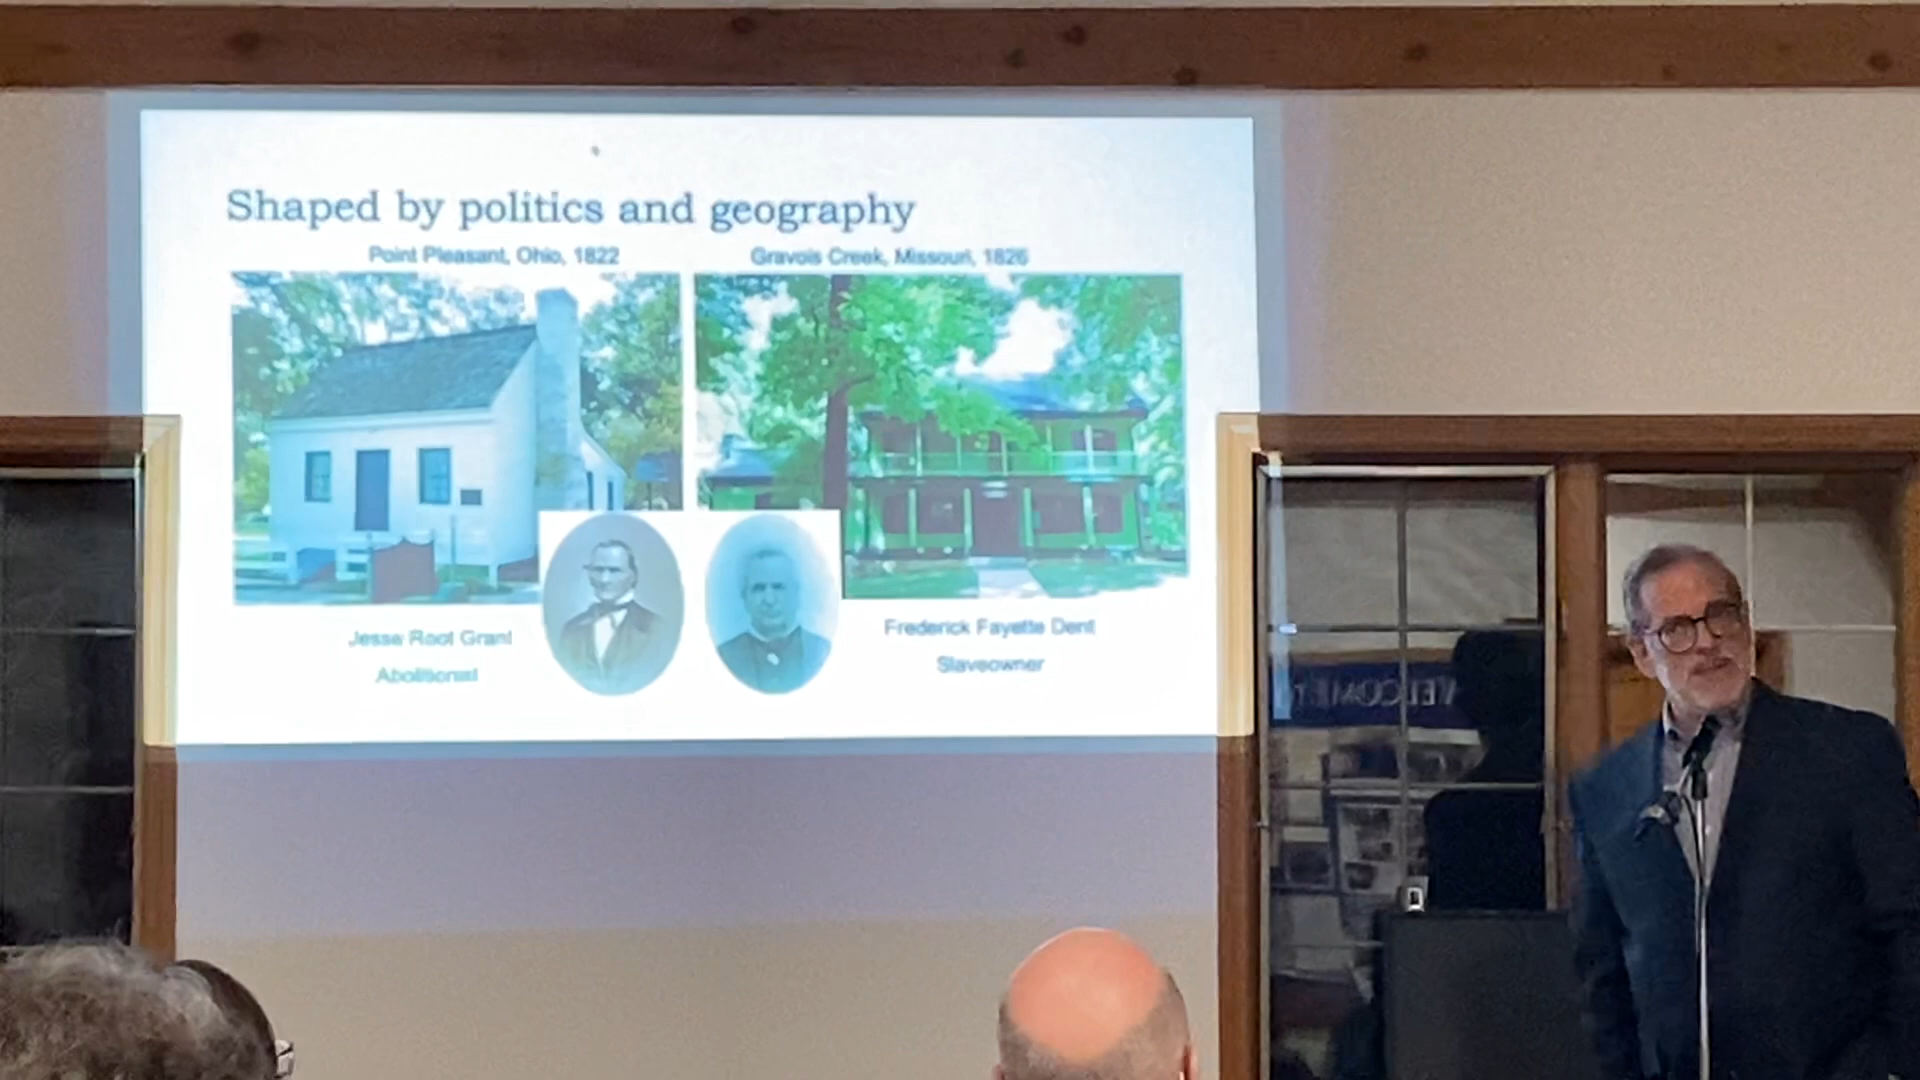 Shaped by politics and geography
Point Pleasant, Ohio, 1822
Gravois Creek, Missouri, 1826
Jesse Root Grant
Abolitionist
Frederick Fayette Dent
Slaveowner
WELCOME